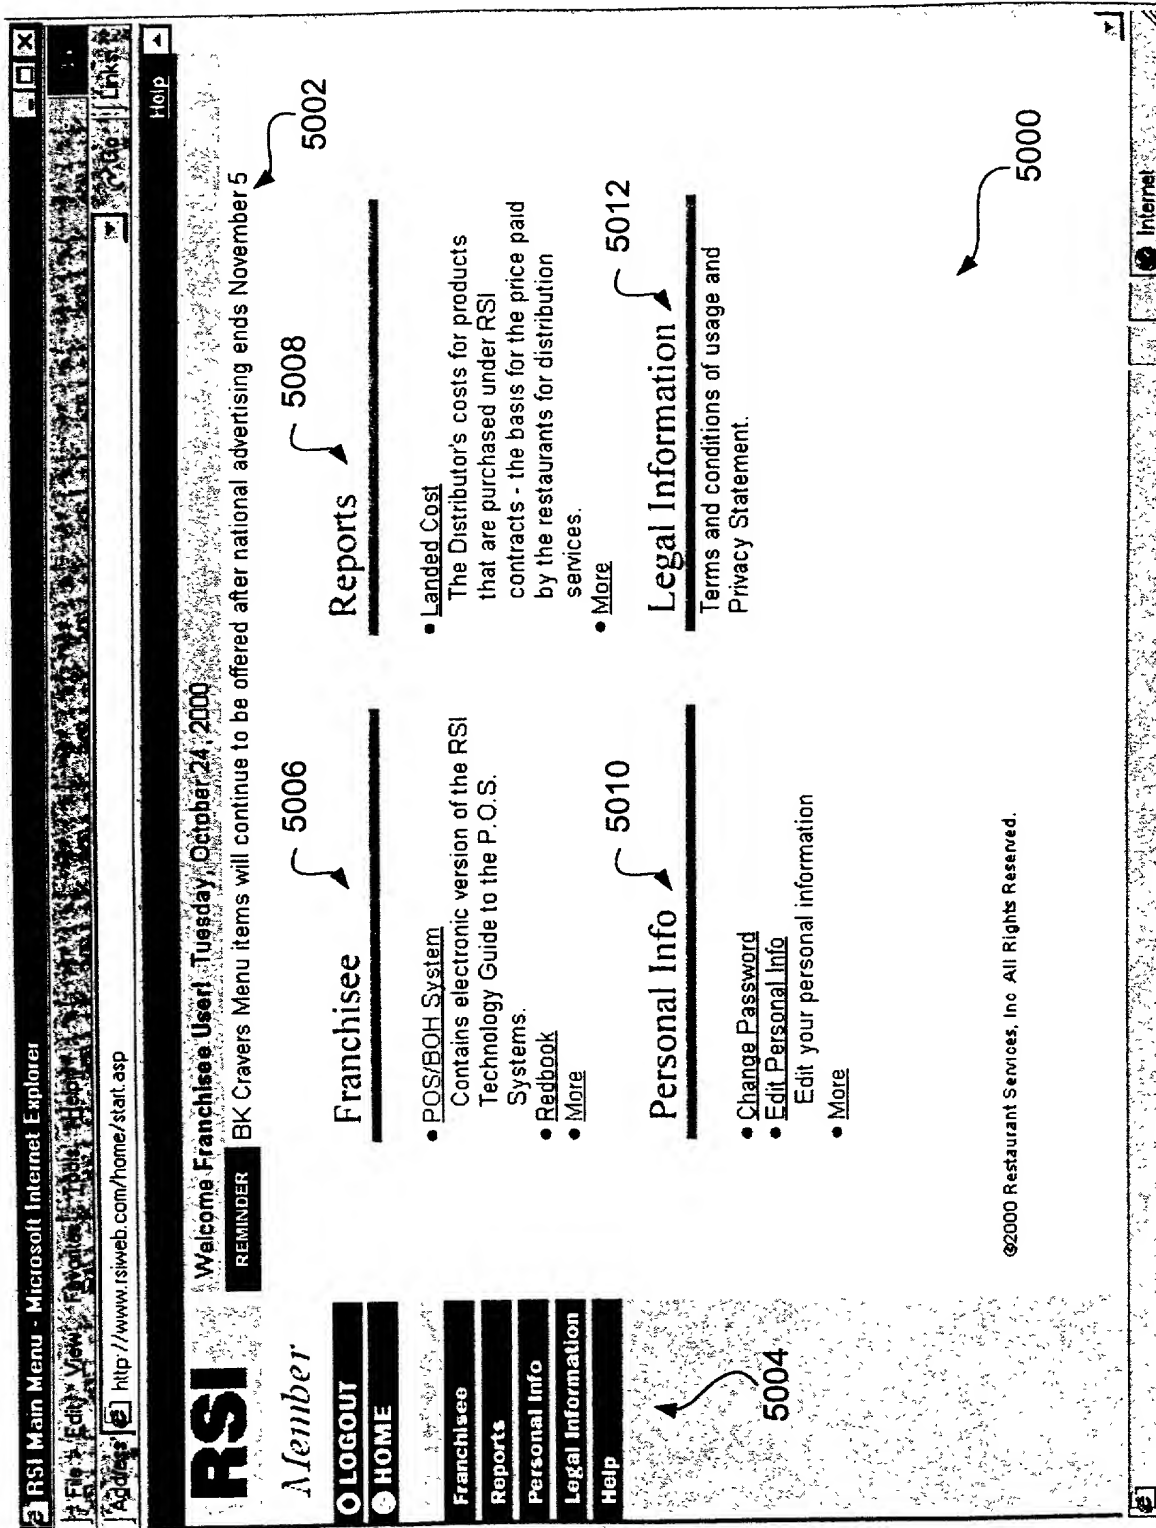 RSI Main Menu - Microsoft Internet Explorer
File Edit View Favorites Tools Help
Address http://www.rsiweb.com/home/start.asp
Go Links
Help
RSI
Welcome Franchisee User! Tuesday, October 24, 2000
REMINDER BK Cravers Menu items will continue to be offered after national advertising ends November 5
5002
Member
LOGOUT
HOME
Franchisee
Reports
Personal Info
Legal Information
Help
5004
5006
Franchisee
• POS/BOH System
Contains electronic version of the RSI
Technology Guide to the P.O.S.
Systems.
• Redbook
• More
5008
Reports
• Landed Cost
The Distributor's costs for products
that are purchased under RSI
contracts - the basis for the price paid
by the restaurants for distribution
services.
• More
5010
Personal Info
• Change Password
• Edit Personal Info
Edit your personal information
• More
5012
Legal Information
Terms and conditions of usage and
Privacy Statement.
5000
©2000 Restaurant Services, Inc. All Rights Reserved.
Internet